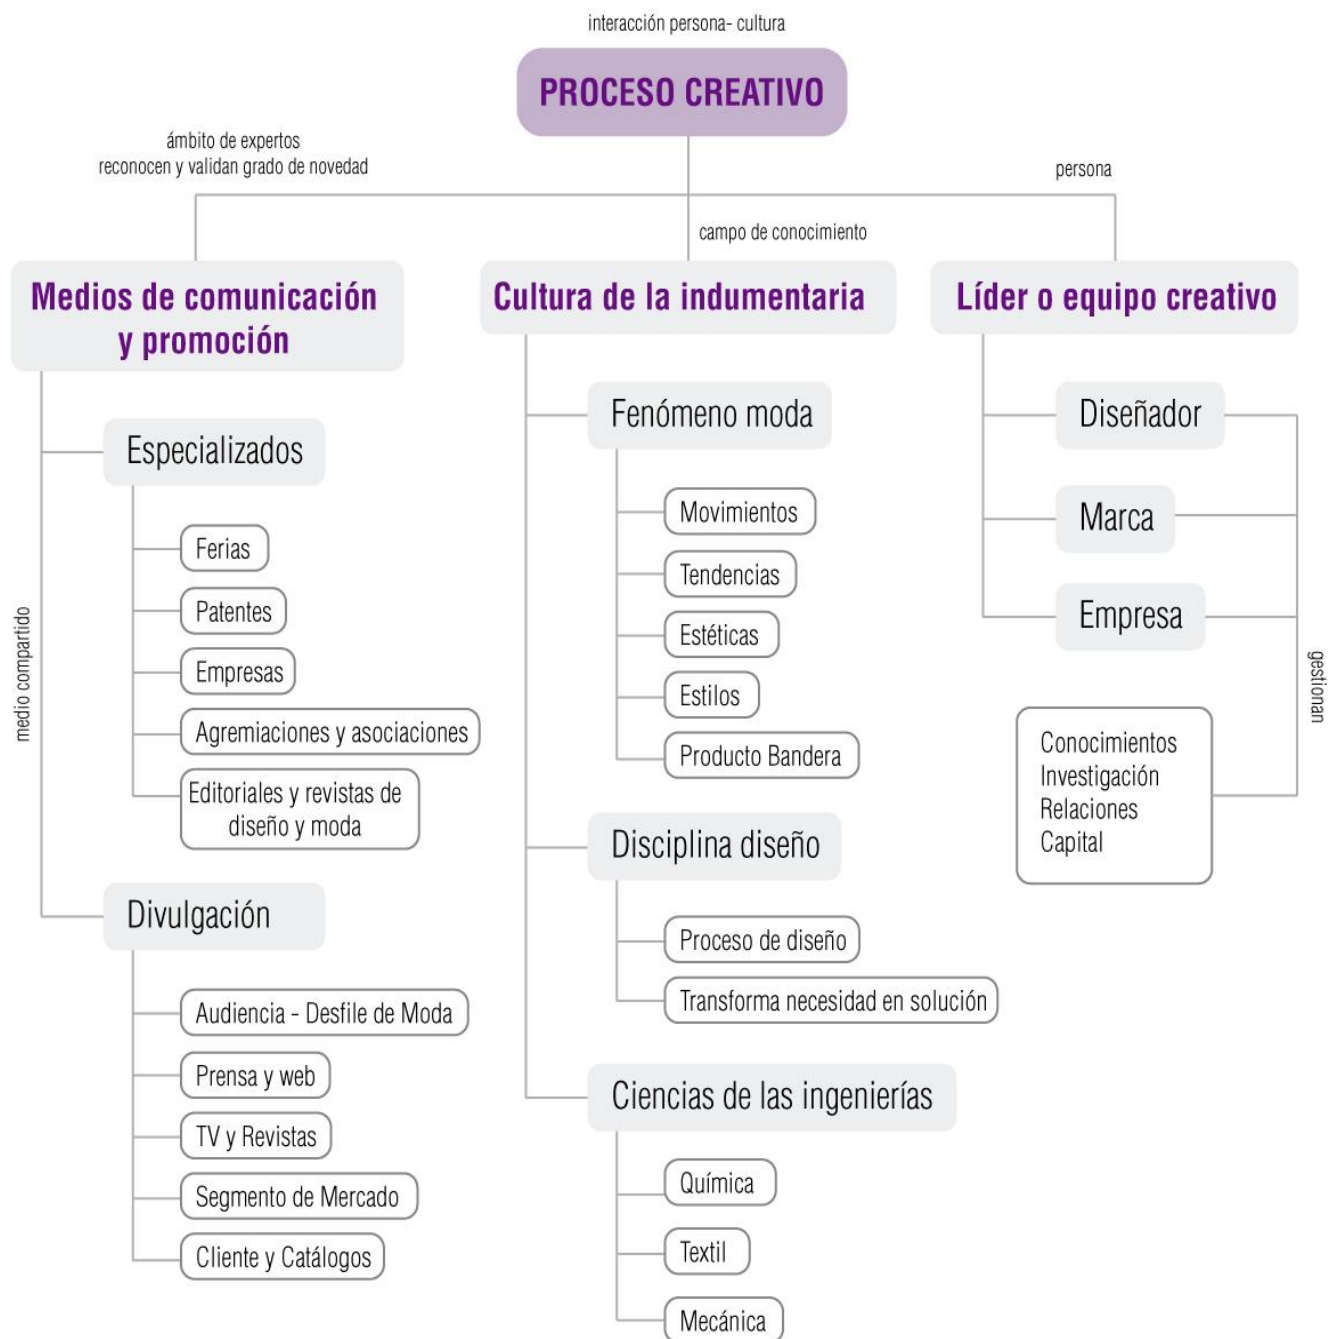 interacción persona- cultura
PROCESO CREATIVO
ámbito de expertos
reconocen y validan grado de novedad
campo de conocimiento
persona
Medios de comunicación
y promoción
medio compartido
Especializados
Ferias
Patentes
Empresas
Agremiaciones y asociaciones
Editoriales y revistas de
diseño y moda
Divulgación
Audiencia - Desfile de Moda
Prensa y web
TV y Revistas
Segmento de Mercado
Cliente y Catálogos
Cultura de la indumentaria
Fenómeno moda
Movimientos
Tendencias
Estéticas
Estilos
Producto Bandera
Disciplina diseño
Proceso de diseño
Transforma necesidad en solución
Ciencias de las ingenierías
Química
Textil
Mecánica
Líder o equipo creativo
Diseñador
Marca
Empresa
gestionan
Conocimientos
Investigación
Relaciones
Capital